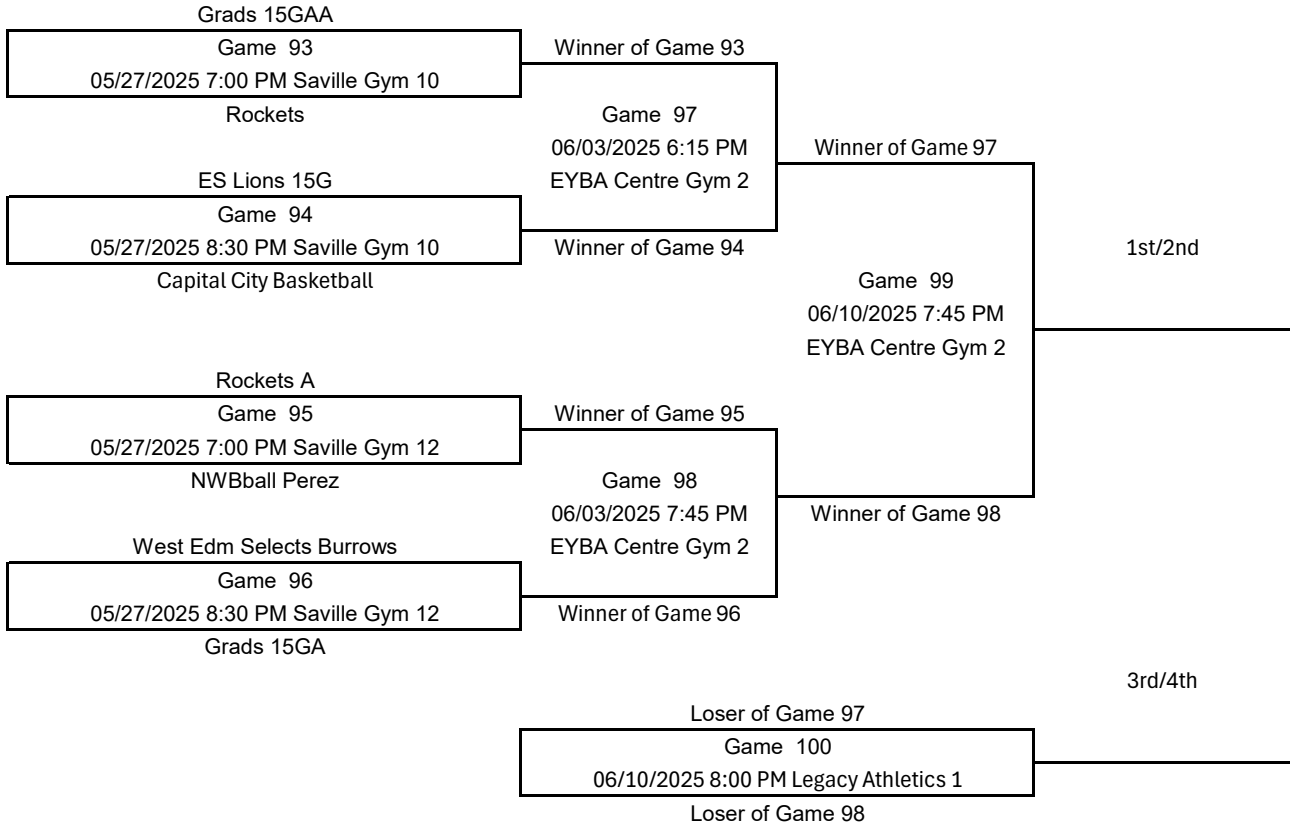 Grads 15GAA
Game 93
05/27/2025 7:00 PM Saville Gym 10
Rockets
Winner of Game 93
Game 97
06/03/2025 6:15 PM
EYBA Centre Gym 2
Winner of Game 94
ES Lions 15G
Game 94
05/27/2025 8:30 PM Saville Gym 10
Capital City Basketball
Winner of Game 97
Game 99
06/10/2025 7:45 PM
EYBA Centre Gym 2
Winner of Game 98
1st/2nd
Rockets A
Game 95
05/27/2025 7:00 PM Saville Gym 12
NWBball Perez
Winner of Game 95
Game 98
06/03/2025 7:45 PM
EYBA Centre Gym 2
Winner of Game 96
West Edm Selects Burrows
Game 96
05/27/2025 8:30 PM Saville Gym 12
Grads 15GA
3rd/4th
Loser of Game 97
Game 100
06/10/2025 8:00 PM Legacy Athletics 1
Loser of Game 98